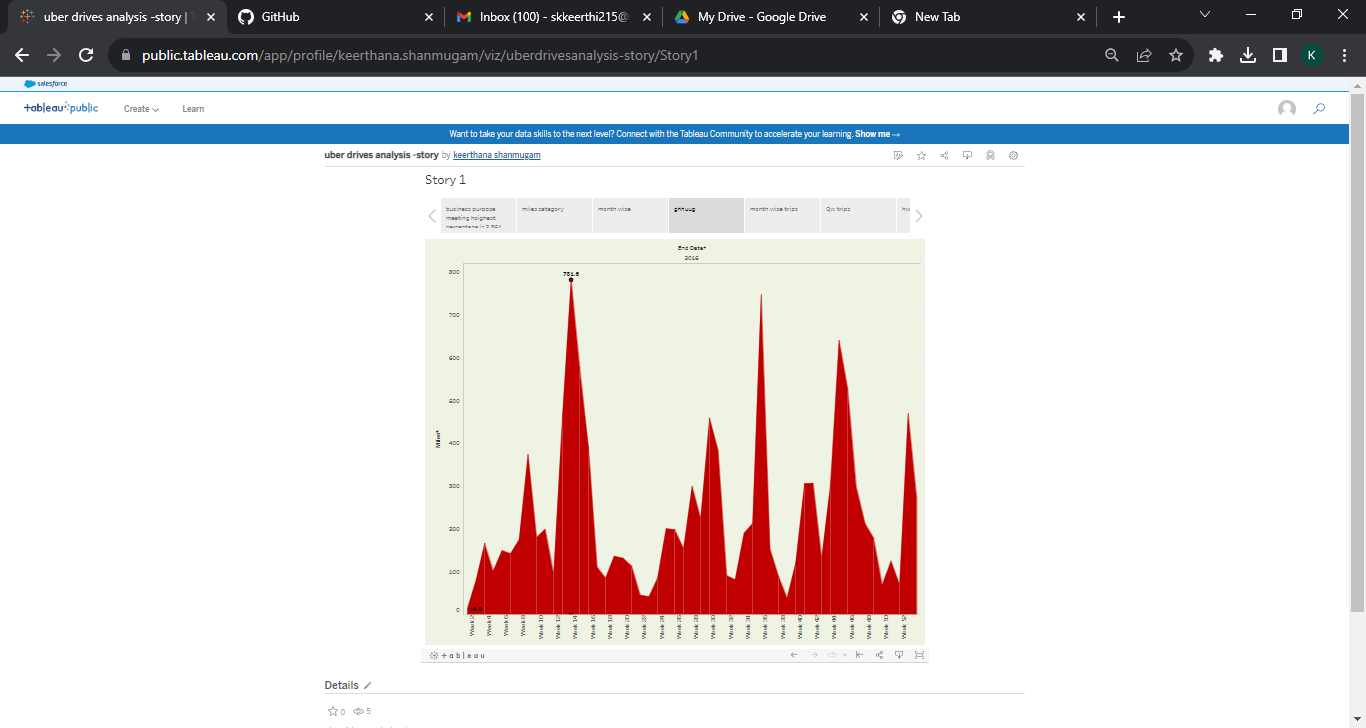 uber drives analysis -story | T
GitHub
Inbox (100) - skkeerthi215@
My Drive - Google Drive
New Tab
public.tableau.com/app/profile/keerthana.shanmugam/viz/uberdrivesanalysis-story/Story1
K
salesforce
+ableau public
Create
Learn
Want to take your data skills to the next level? Connect with the Tableau Community to accelerate your learning. Show me →
uber drives analysis -story by keerthana shanmugam
Story 1
business purpose
meeting heighest
miles catagory
month wise
ghhuug
month wise trips
Qw trips
End Date*
2016
Miles*
800
700
600
500
400
300
200
100
0
781.6
Week 2
Week 4
Week 6
Week 8
Week 10
Week 12
Week 14
Week 16
Week 18
Week 20
Week 22
Week 24
Week 26
Week 28
Week 30
Week 32
Week 34
Week 36
Week 38
Week 40
Week 42
Week 44
Week 46
Week 48
Week 50
Week 52
+ableau
Details
0
5